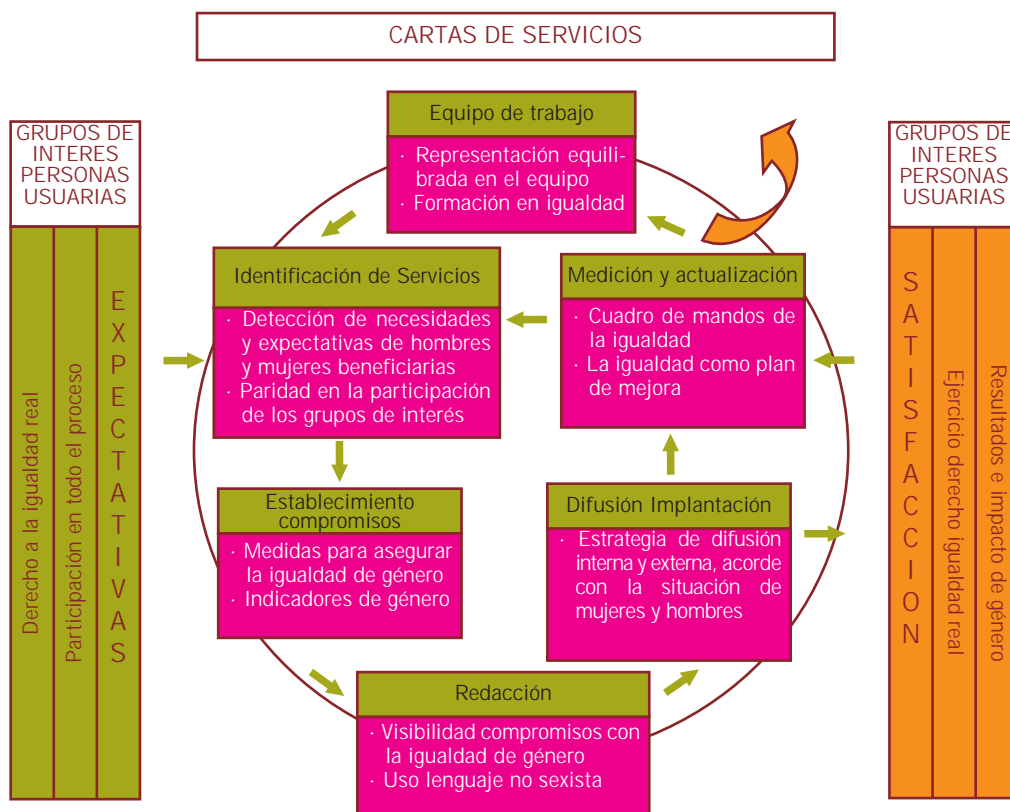 CARTAS DE SERVICIOS
GRUPOS DE
INTERES
PERSONAS
USUARIAS
Derecho a la igualdad real
Participación en todo el proceso
EXPECTATIVAS
Equipo de trabajo
· Representación equili-
brada en el equipo
· Formación en igualdad
Identificación de Servicios
· Detección de necesidades
y expectativas de hombres
y mujeres beneficiarias
· Paridad en la participación
de los grupos de interés
Establecimiento
compromisos
· Medidas para asegurar
la igualdad de género
· Indicadores de género
Redacción
· Visibilidad compromisos con
la igualdad de género
· Uso lenguaje no sexista
Difusión Implantación
· Estrategia de difusión
interna y externa, acorde
con la situación de
mujeres y hombres
Medición y actualización
· Cuadro de mandos de
la igualdad
· La igualdad como plan
de mejora
GRUPOS DE
INTERES
PERSONAS
USUARIAS
SATISFACCION
Ejercicio derecho igualdad real
Resultados e impacto de género